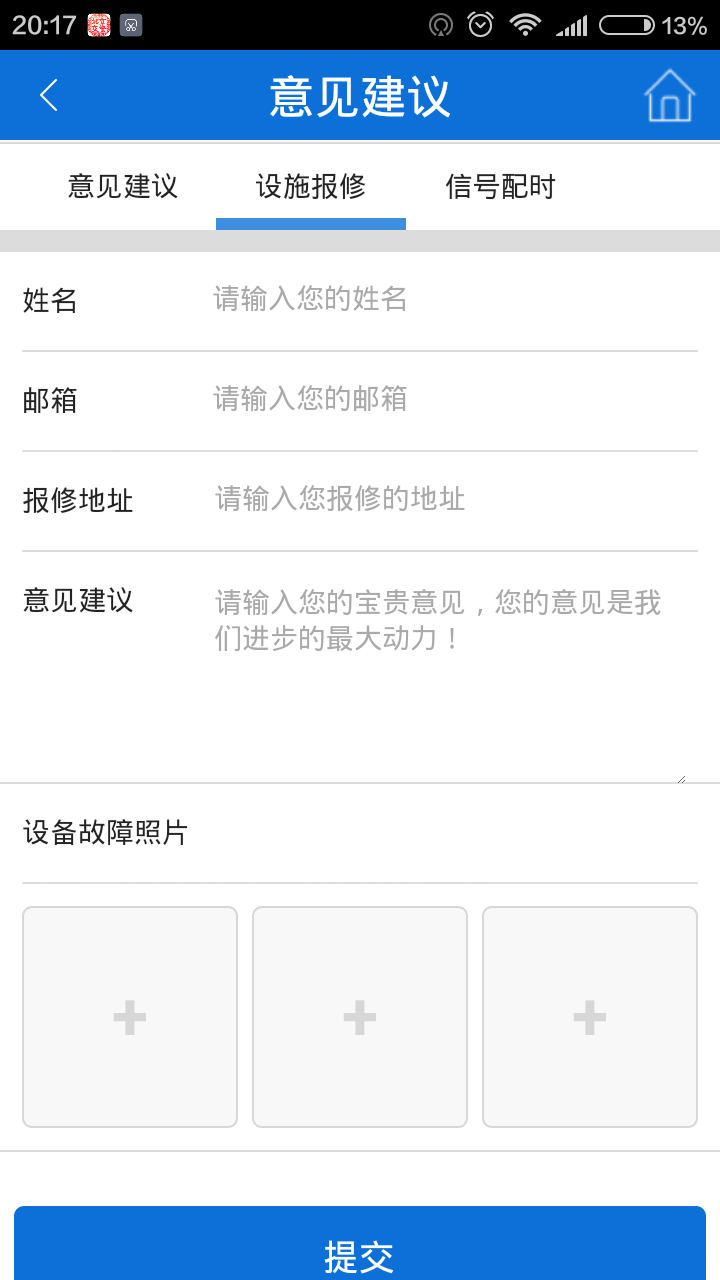 20:17
13%
意见建议
意见建议 设施报修 信号配时
姓名 请输入您的姓名
邮箱 请输入您的邮箱
报修地址 请输入您报修的地址
意见建议 请输入您的宝贵意见，您的意见是我
们进步的最大动力！
设备故障照片
提交